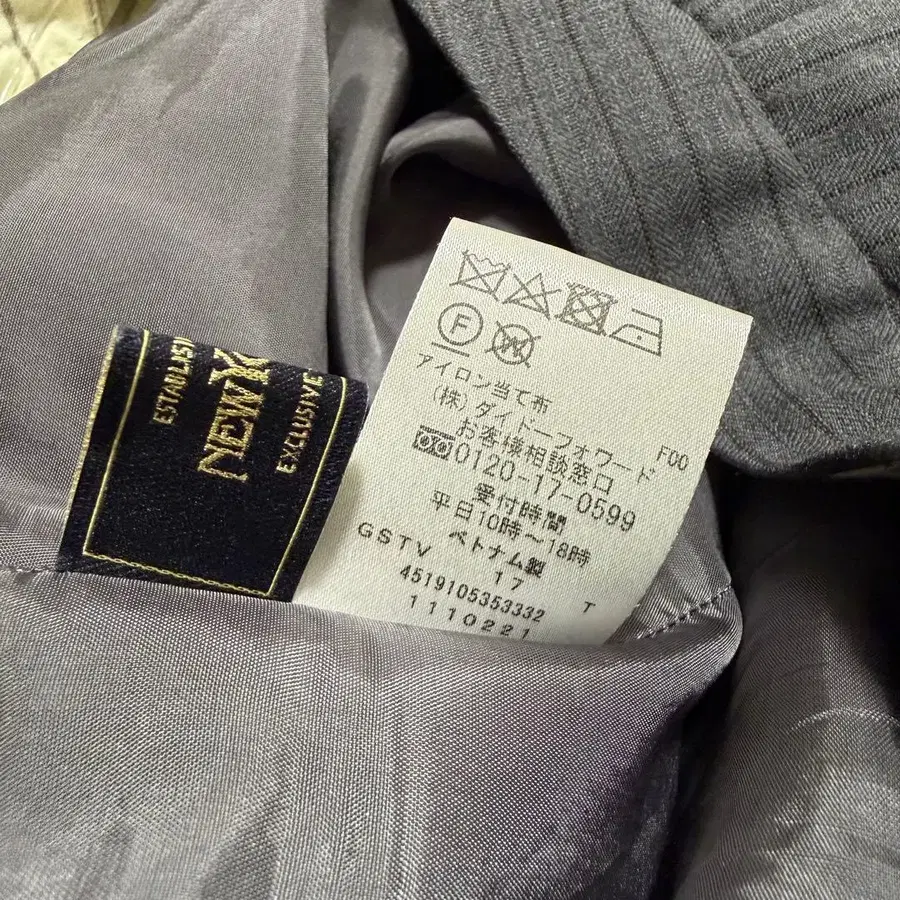 ESTABLIS
NEW
EXCLUSIVE
F
W
アイロン当て布
(株)ダイドーフォワード F00
お客様相談窓口
0120-17-0599
受付時間
平日10時〜18時
GSTV ベトナム製
17 T
4519105353332
1110221